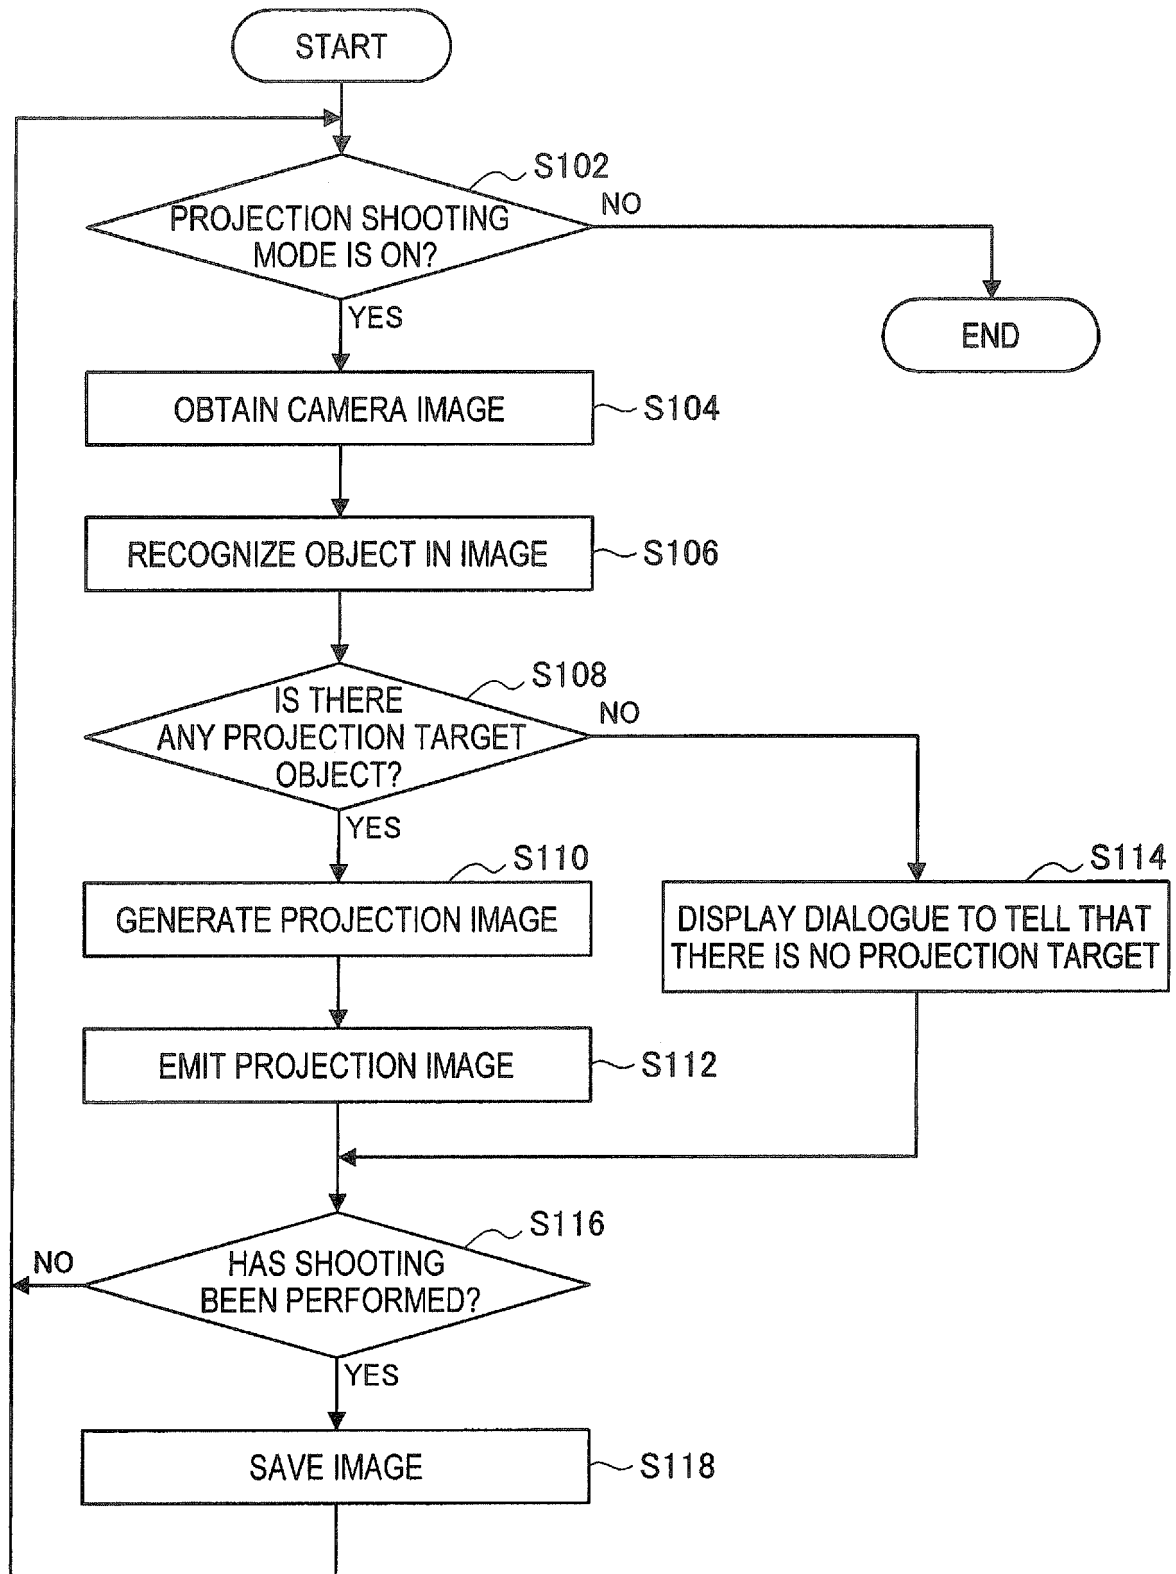 START
S102
PROJECTION SHOOTING
MODE IS ON?
NO
YES
END
OBTAIN CAMERA IMAGE
S104
RECOGNIZE OBJECT IN IMAGE
S106
S108
IS THERE
ANY PROJECTION TARGET
OBJECT?
NO
YES
S110
GENERATE PROJECTION IMAGE
S114
DISPLAY DIALOGUE TO TELL THAT
THERE IS NO PROJECTION TARGET
EMIT PROJECTION IMAGE
S112
S116
HAS SHOOTING
BEEN PERFORMED?
NO
YES
SAVE IMAGE
S118